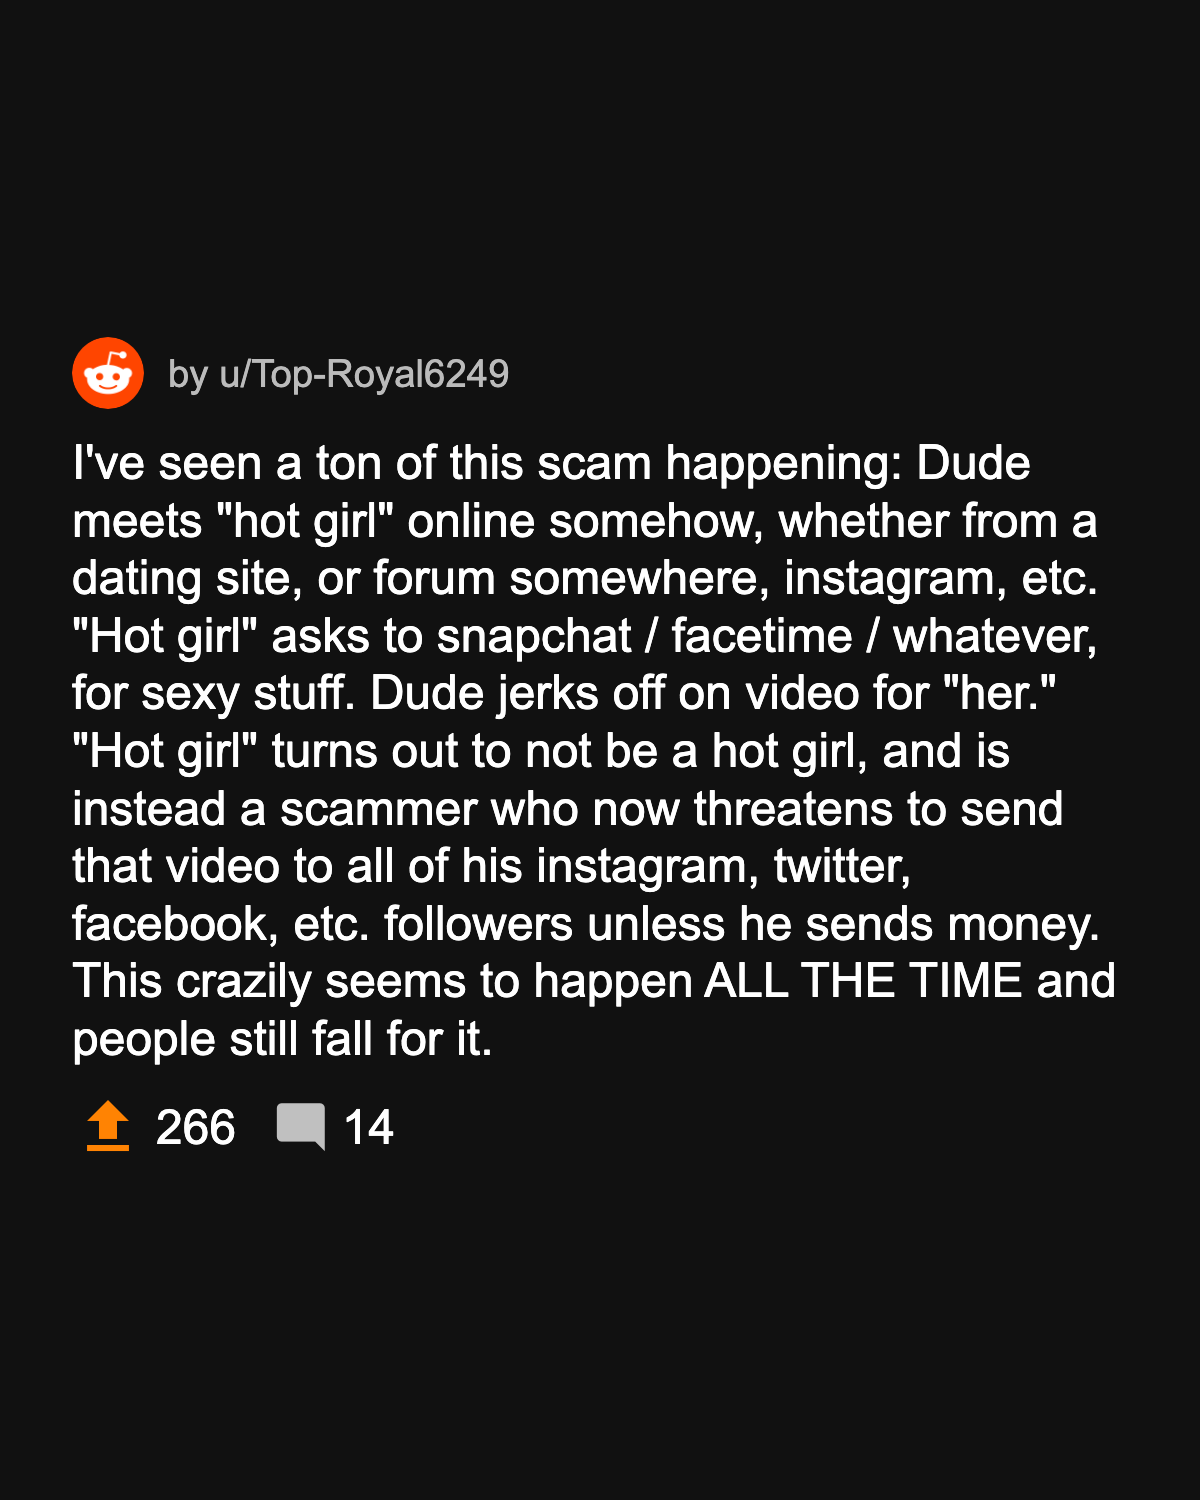 by u/Top-Royal6249
I've seen a ton of this scam happening: Dude
meets "hot girl" online somehow, whether from a
dating site, or forum somewhere, instagram, etc.
"Hot girl" asks to snapchat / facetime / whatever,
for sexy stuff. Dude jerks off on video for "her."
"Hot girl" turns out to not be a hot girl, and is
instead a scammer who now threatens to send
that video to all of his instagram, twitter,
facebook, etc. followers unless he sends money.
This crazily seems to happen ALL THE TIME and
people still fall for it.
266 14